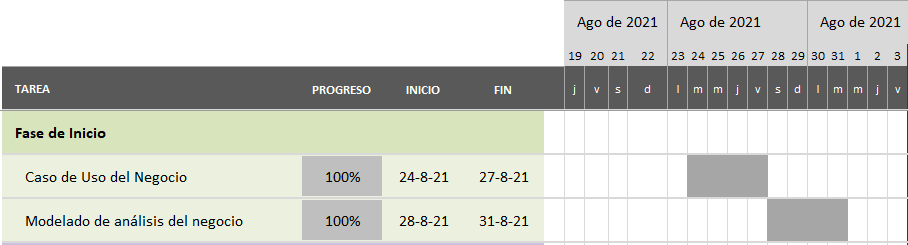 Ago de 2021 Ago de 2021 Ago de 2021
19 20 21 22 23 24 25 26 27 28 29 30 31 1 2 3
TAREA PROGRESO INICIO FIN j v s d l m m j v s d l m m j v
Fase de Inicio
Caso de Uso del Negocio 100% 24-8-21 27-8-21
Modelado de análisis del negocio 100% 28-8-21 31-8-21